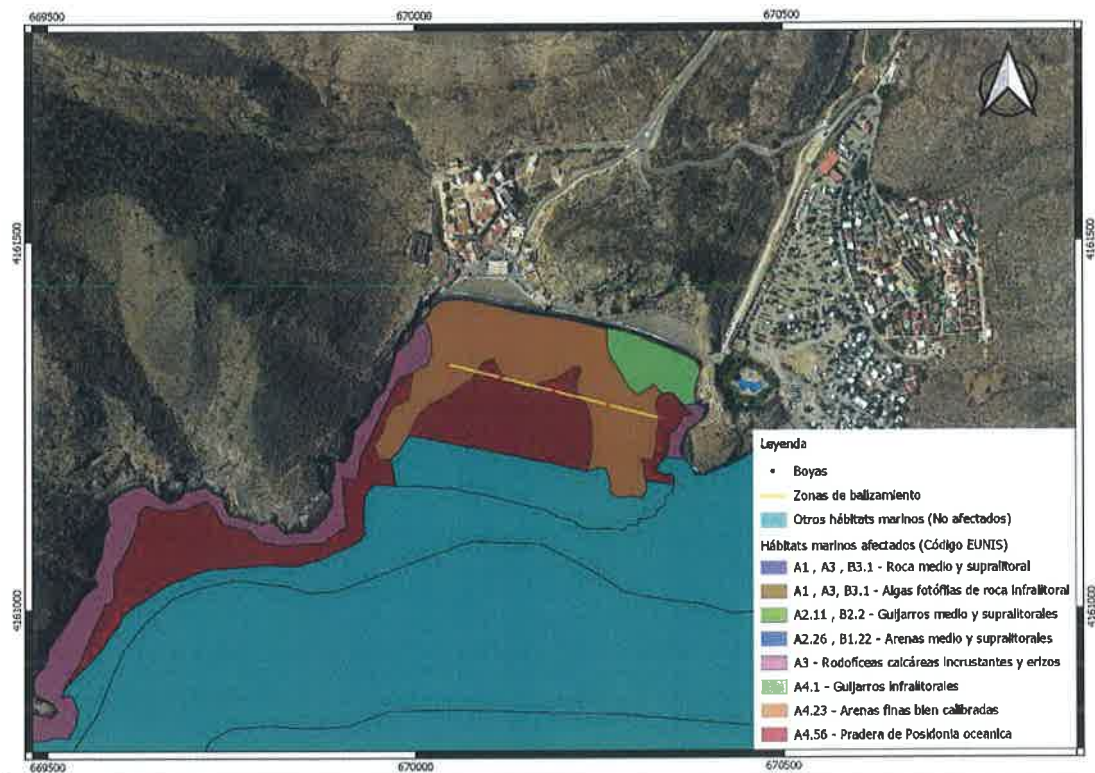 669500
670000
670500
4161500
4161500
4161000
4161000
Leyenda
Boyas
Zonas de balizamiento
Otros hábitats marinos (No afectados)
Hábitats marinos afectados (Código EUNIS)
A1 , A3 , B3.1 - Roca medio y supralitoral
A1 , A3, B3.1 - Algas fotófilas de roca infralitoral
A2.11 , B2.2 - Guijarros medio y supralitorales
A2.26 , B1.22 - Arenas medio y supralitorales
A3 - Rodofíceas calcáreas incrustantes y erizos
A4.1 - Guijarros infralitorales
A4.23 - Arenas finas bien calibradas
A4.56 - Pradera de Posidonia oceanica
669500
670000
670500